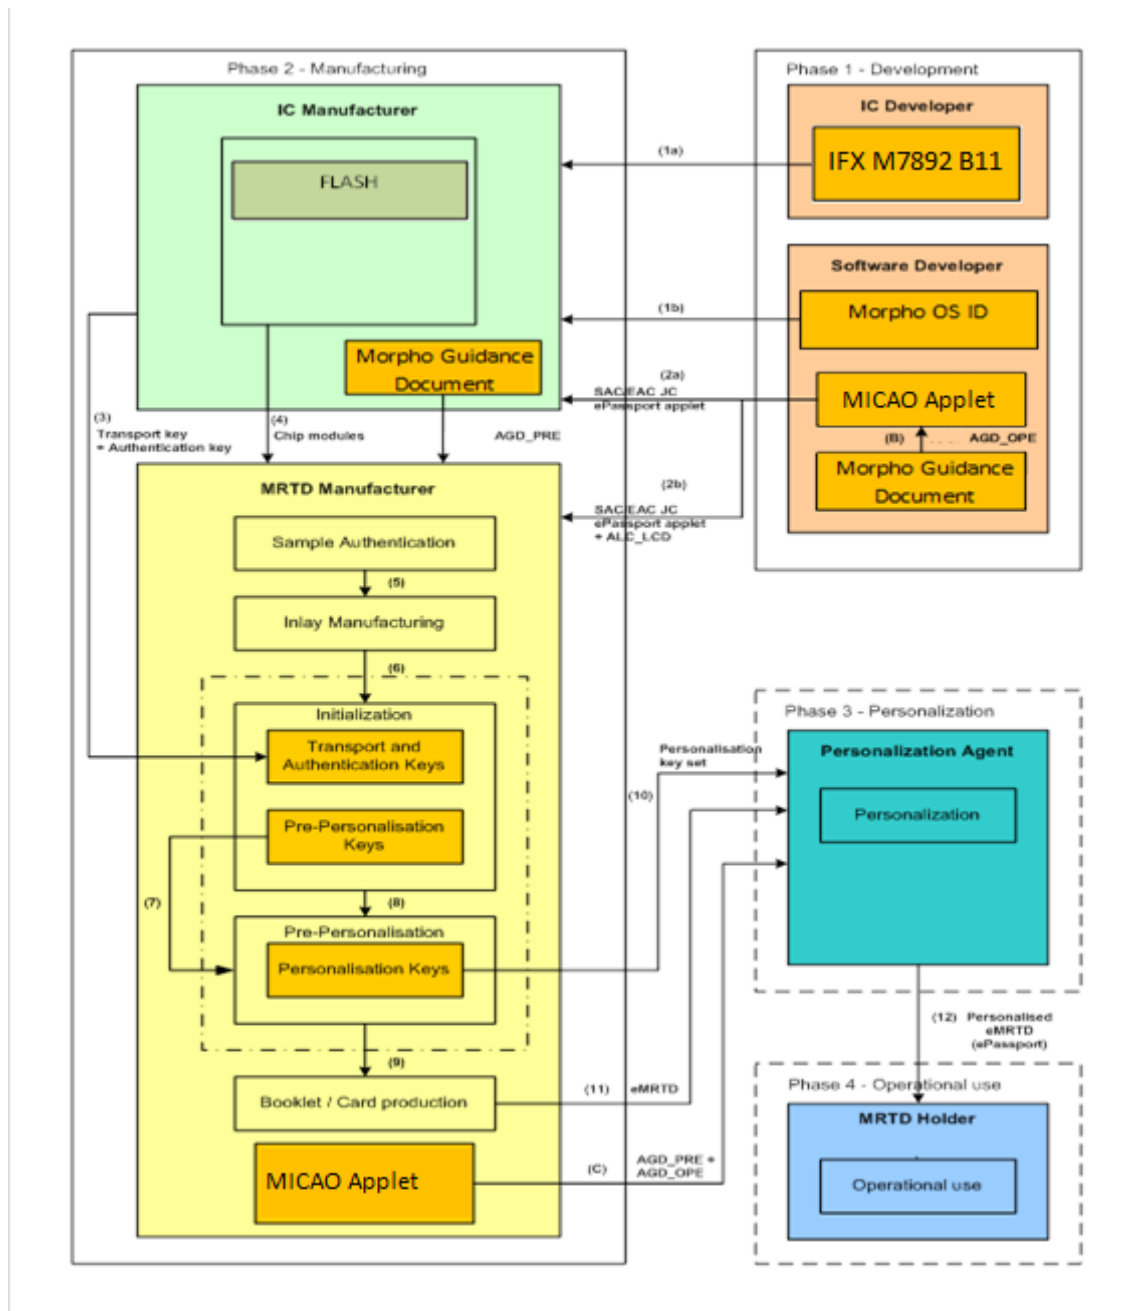 Phase 2 - Manufacturing
IC Manufacturer
FLASH
Morpho Guidance
Document
(3)
Transport key
+ Authentication key
(4)
Chip modules
AGD_PRE
Phase 1 - Development
IC Developer
IFX M7892 B11
(1a)
Software Developer
Morpho OS ID
(1b)
(2a)
SAC/EAC JC
ePassport applet
MICAO Applet
(B)
AGD_OPE
Morpho Guidance
Document
(2b)
SAC/EAC JC
ePassport applet
+ ALC_LCD
MRTD Manufacturer
Sample Authentication
(5)
Inlay Manufacturing
(6)
Initialization
Transport and
Authentication Keys
Pre-Personalisation
Keys
(7)
(8)
Pre-Personalisation
Personalisation Keys
(9)
Booklet / Card production
MICAO Applet
Personalisation
key set
(10)
(11)
eMRTD
(C)
AGD_PRE +
AGD_OPE
Phase 3 - Personalization
Personalization Agent
Personalization
(12) Personalised
eMRTD
(ePassport)
Phase 4 - Operational use
MRTD Holder
Operational use